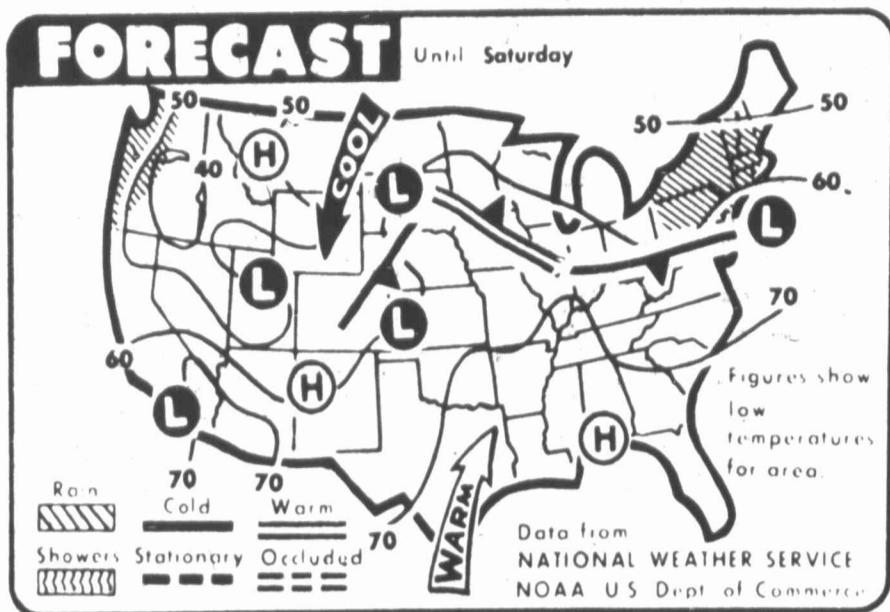 FORECAST Until Saturday
50 50 50 50
COOL
H
40
L
60
L
L
L
70
60
H
L
H
70 70 70
WARM
Figures show
low
temperatures
for area.
Rain Cold Warm
Showers Stationary Occluded
Data from
NATIONAL WEATHER SERVICE
NOAA US Dept of Commerce